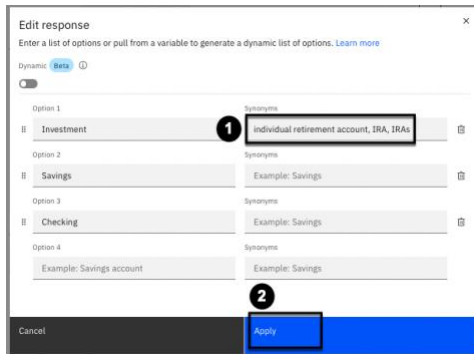 Edit response
Enter a list of options or pull from a variable to generate a dynamic list of options. Learn more
Dynamic Beta
Option 1 Synonyms
Investment 1 individual retirement account, IRA, IRAs
Option 2 Synonyms
Savings Example: Savings
Option 3 Synonyms
Checking Example: Savings
Option 4 Synonyms
Example: Savings account Example: Savings
2
Cancel Apply